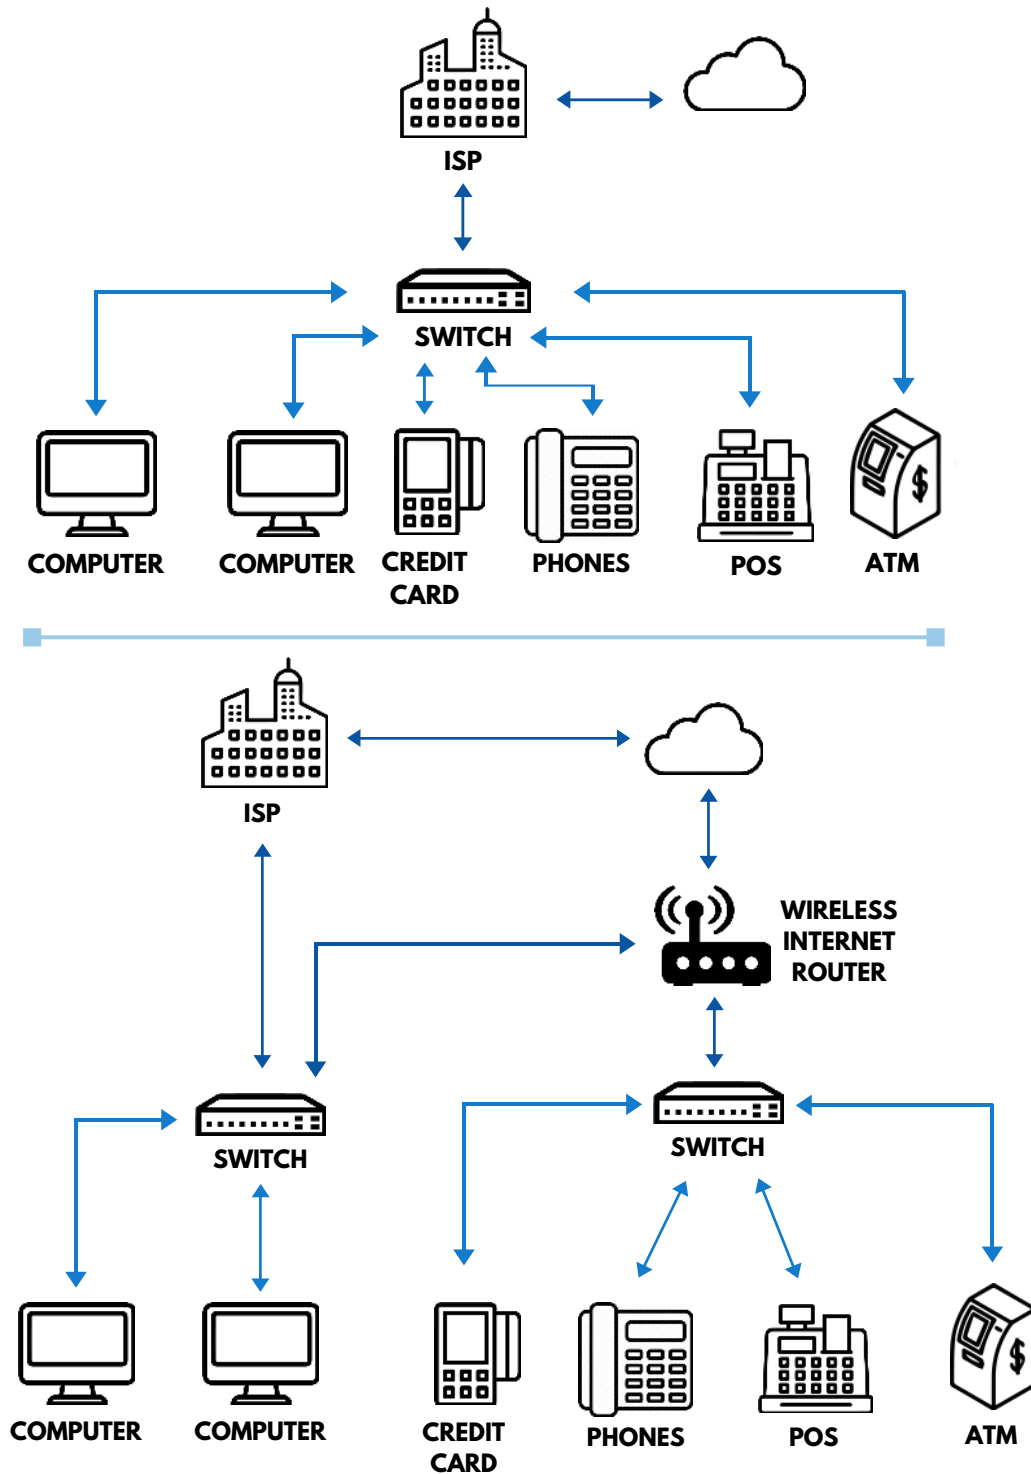 ISP
SWITCH
COMPUTER
COMPUTER
CREDIT
CARD
PHONES
POS
ATM
ISP
WIRELESS
INTERNET
ROUTER
SWITCH
SWITCH
COMPUTER
COMPUTER
CREDIT
CARD
PHONES
POS
ATM